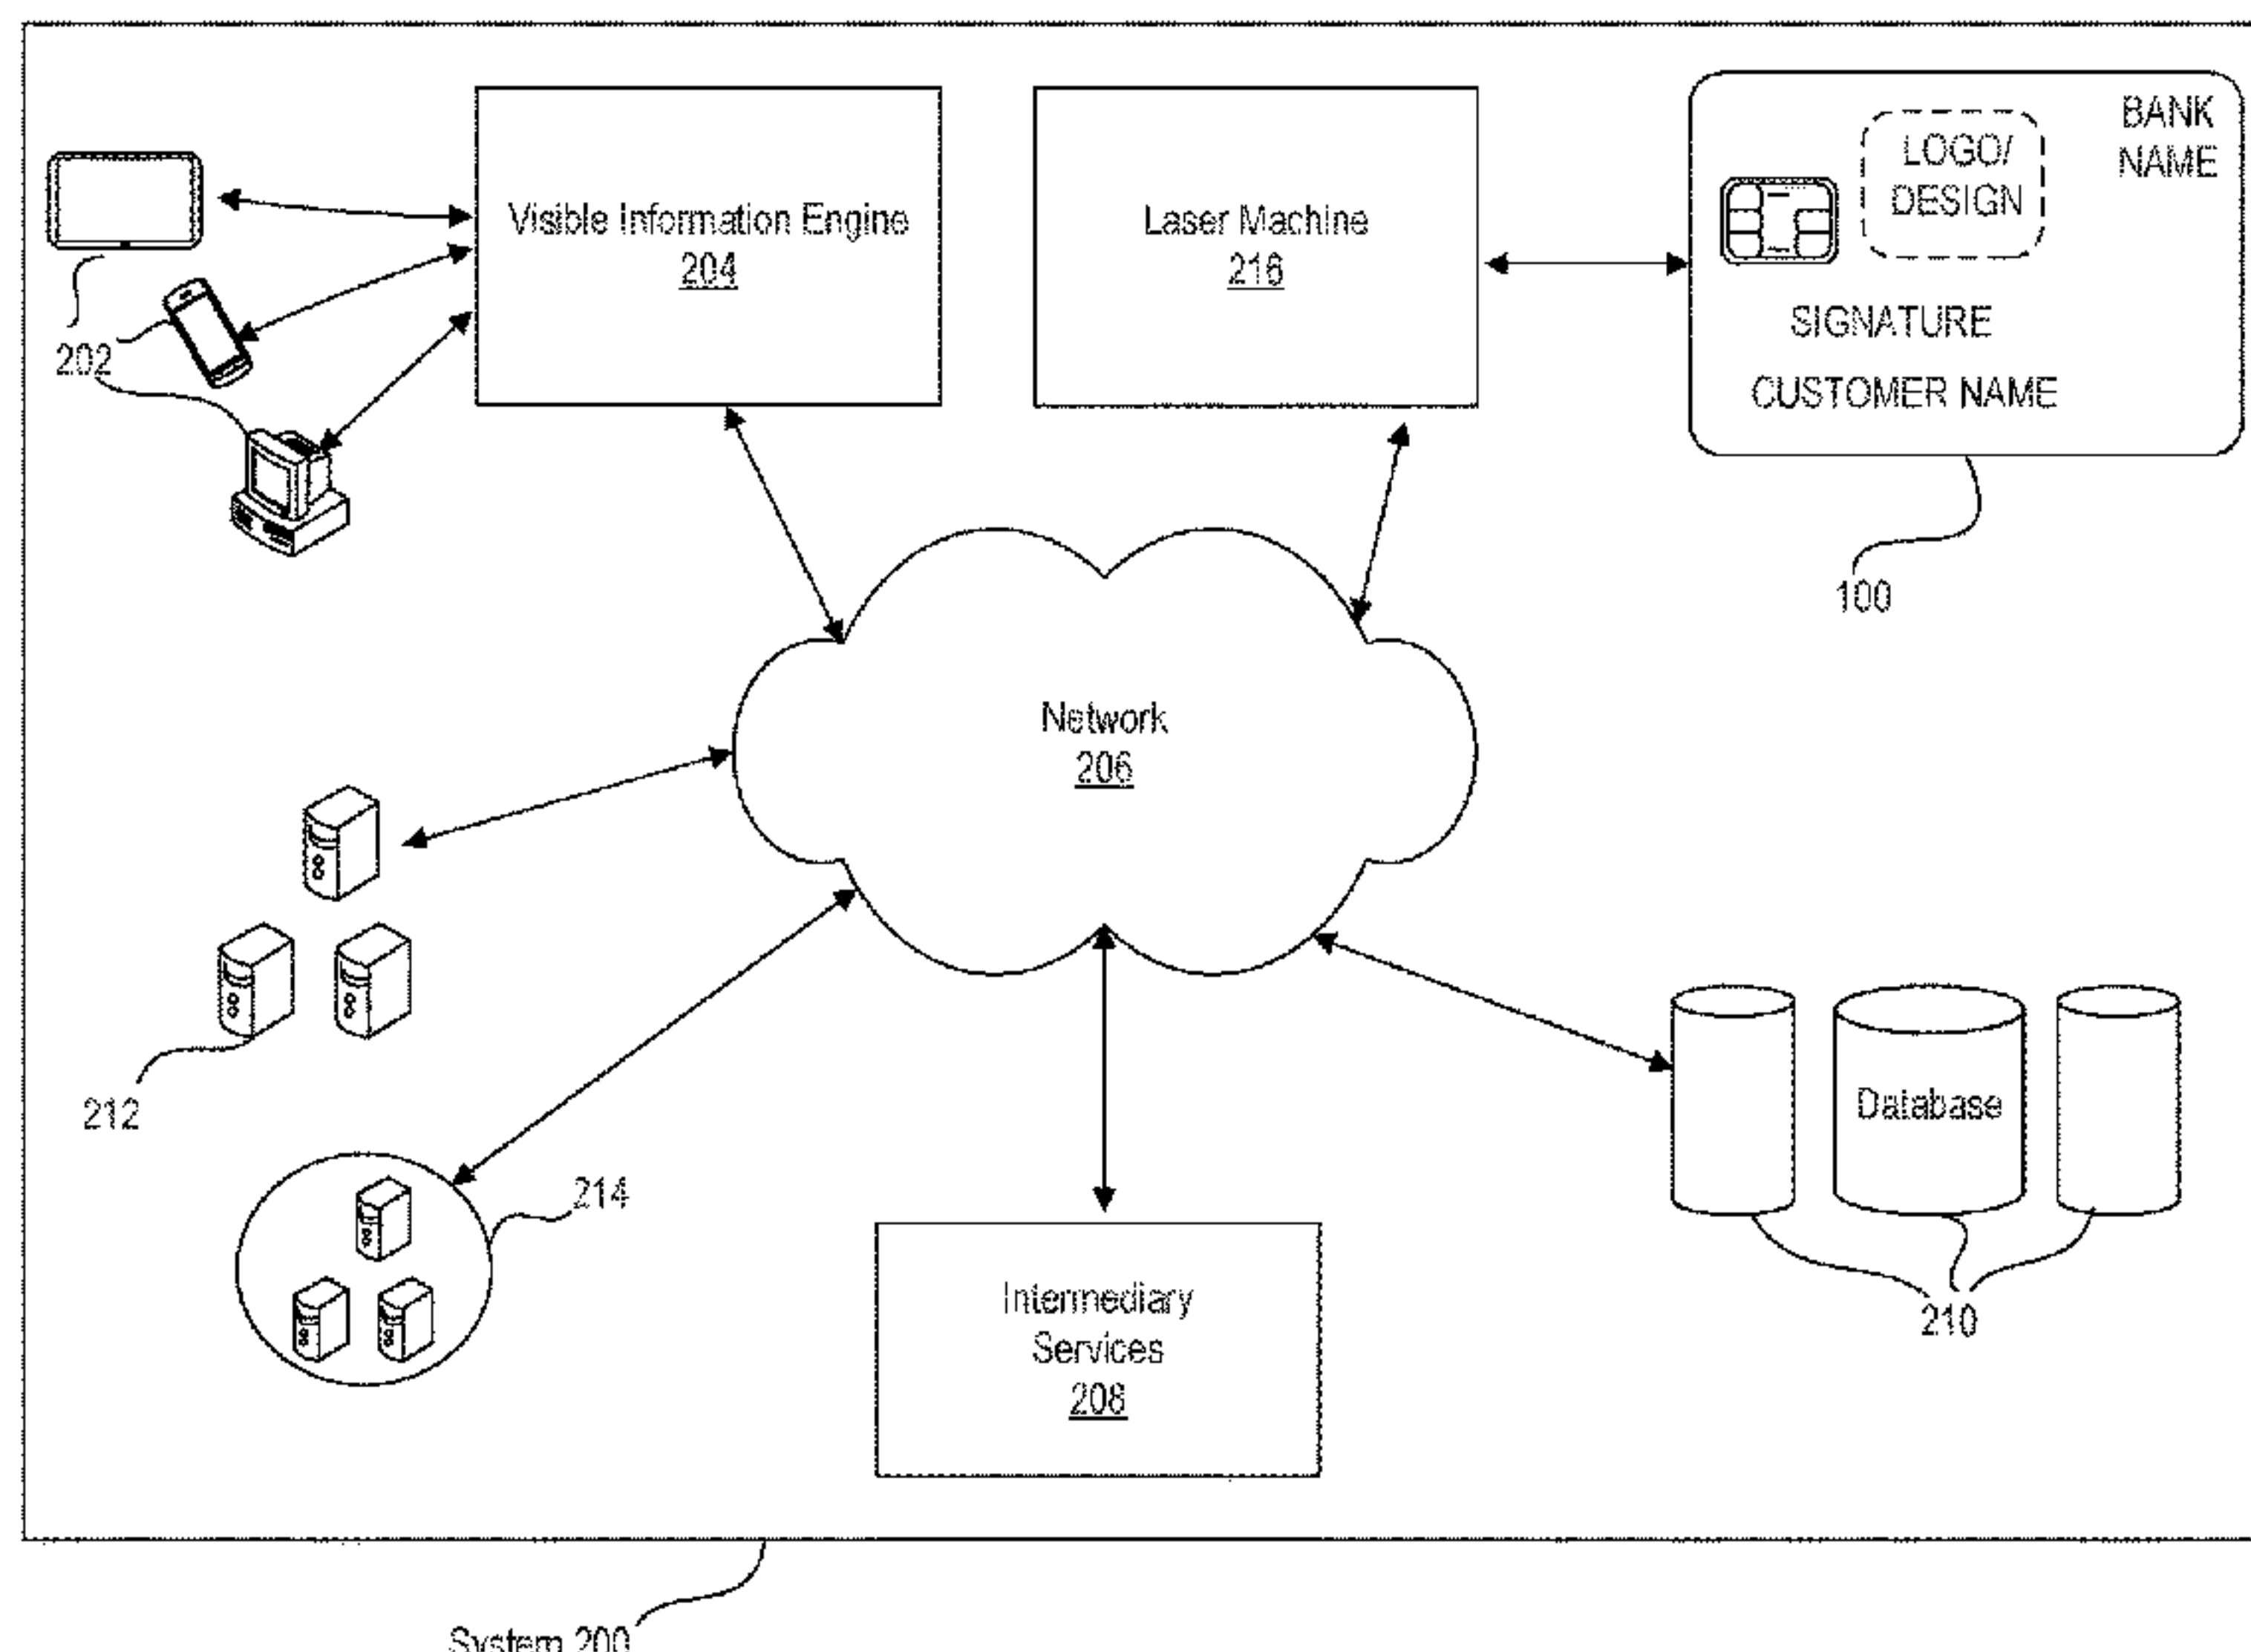 Visible Information Engine
204
Laser Machine
216
BANK
NAME
LOGO/
DESIGN
SIGNATURE
CUSTOMER NAME
202
100
Network
206
212
214
Database
210
Intermediary
Services
208
System 200